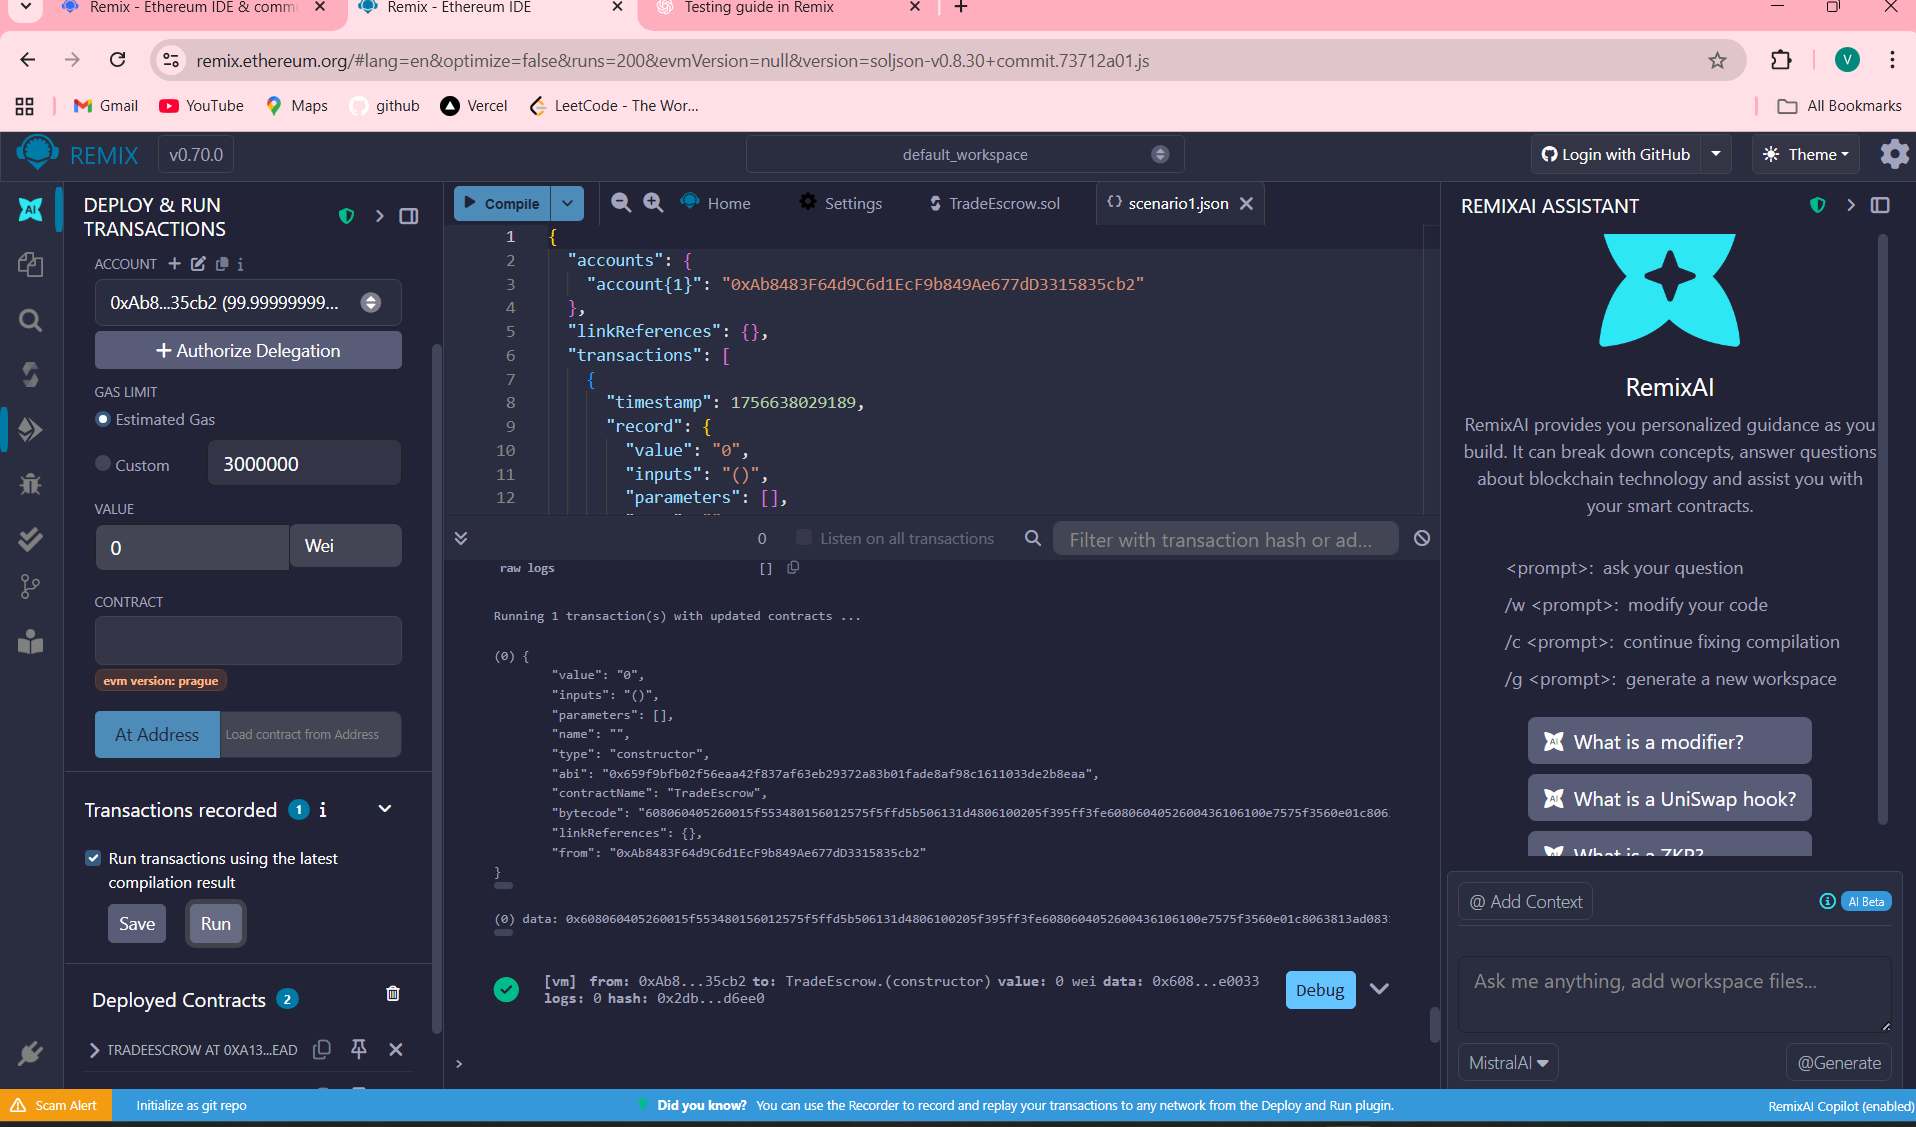 Remix - Ethereum IDE & comm
Remix - Ethereum IDE
Testing guide in Remix
remix.ethereum.org/#lang=en&optimize=false&runs=200&evmVersion=null&version=soljson-v0.8.30+commit.73712a01.js
V
Gmail
YouTube
Maps
github
Vercel
LeetCode - The Wor...
All Bookmarks
REMIX
v0.70.0
default_workspace
Login with GitHub
Theme
AI
DEPLOY & RUN
TRANSACTIONS
ACCOUNT
0xAb8...35cb2 (99.99999999...
Authorize Delegation
GAS LIMIT
Estimated Gas
Custom
3000000
VALUE
0
Wei
CONTRACT
evm version: prague
At Address
Load contract from Address
Transactions recorded 1 i
Run transactions using the latest
compilation result
Save
Run
Deployed Contracts 2
TRADEESCROW AT 0XA13...EAD
Compile
Home
Settings
TradeEscrow.sol
{} scenario1.json
1 {
2 "accounts": {
3 "account{1}": "0xAb8483F64d9C6d1EcF9b849Ae677dD3315835cb2"
4 },
5 "linkReferences": {},
6 "transactions": [
7 {
8 "timestamp": 1756638029189,
9 "record": {
10 "value": "0",
11 "inputs": "()",
12 "parameters": [],
0
Listen on all transactions
Filter with transaction hash or ad...
raw logs []
Running 1 transaction(s) with updated contracts ...
(0) {
"value": "0",
"inputs": "()",
"parameters": [],
"name": "",
"type": "constructor",
"abi": "0x659f9bfb02f56eaa42f837af63eb29372a83b01fade8af98c1611033de2b8eaa",
"contractName": "TradeEscrow",
"bytecode": "608060405260015f553480156012575f5ffd5b506131d4806100205f395ff3fe6080604052600436106100e7575f3560e01c806
"linkReferences": {},
"from": "0xAb8483F64d9C6d1EcF9b849Ae677dD3315835cb2"
}
(0) data: 0x608060405260015f553480156012575f5ffd5b506131d4806100205f395ff3fe6080604052600436106100e7575f3560e01c8063813ad083
[vm] from: 0xAb8...35cb2 to: TradeEscrow.(constructor) value: 0 wei data: 0x608...e0033
logs: 0 hash: 0x2db...d6ee0
Debug
>
REMIXAI ASSISTANT
RemixAI
RemixAI provides you personalized guidance as you
build. It can break down concepts, answer questions
about blockchain technology and assist you with
your smart contracts.
<prompt>: ask your question
/w <prompt>: modify your code
/c <prompt>: continue fixing compilation
/g <prompt>: generate a new workspace
AI What is a modifier?
AI What is a UniSwap hook?
What is a ZKP?
@ Add Context
AI Beta
Ask me anything, add workspace files...
MistralAI
@Generate
Scam Alert
Initialize as git repo
Did you know? You can use the Recorder to record and replay your transactions to any network from the Deploy and Run plugin.
RemixAI Copilot (enabled)